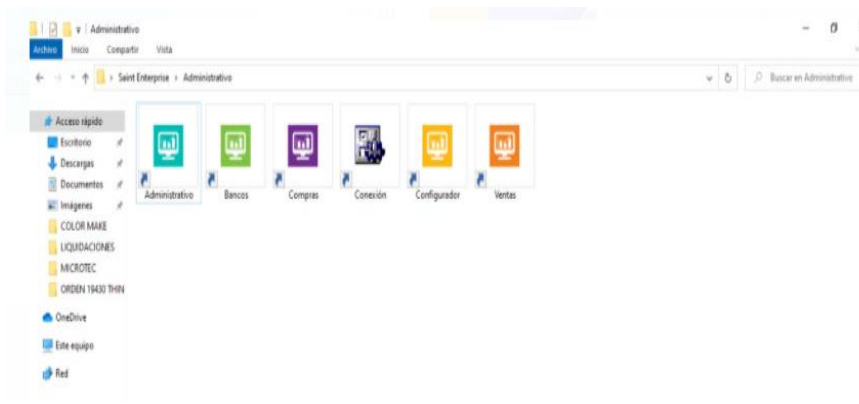 Administrativo
Archivo Inicio Compartir Vista
Saint Enterprise › Administrativo
Buscar en Administrativo
Acceso rápido
Escritorio
Descargas
Documentos
Imágenes
COLOR MAKE
LIQUIDACIONES
MICROTEC
ORDEN 19430 THIN
OneDrive
Este equipo
Red
Administrativo Bancos Compras Conexión Configurador Ventas